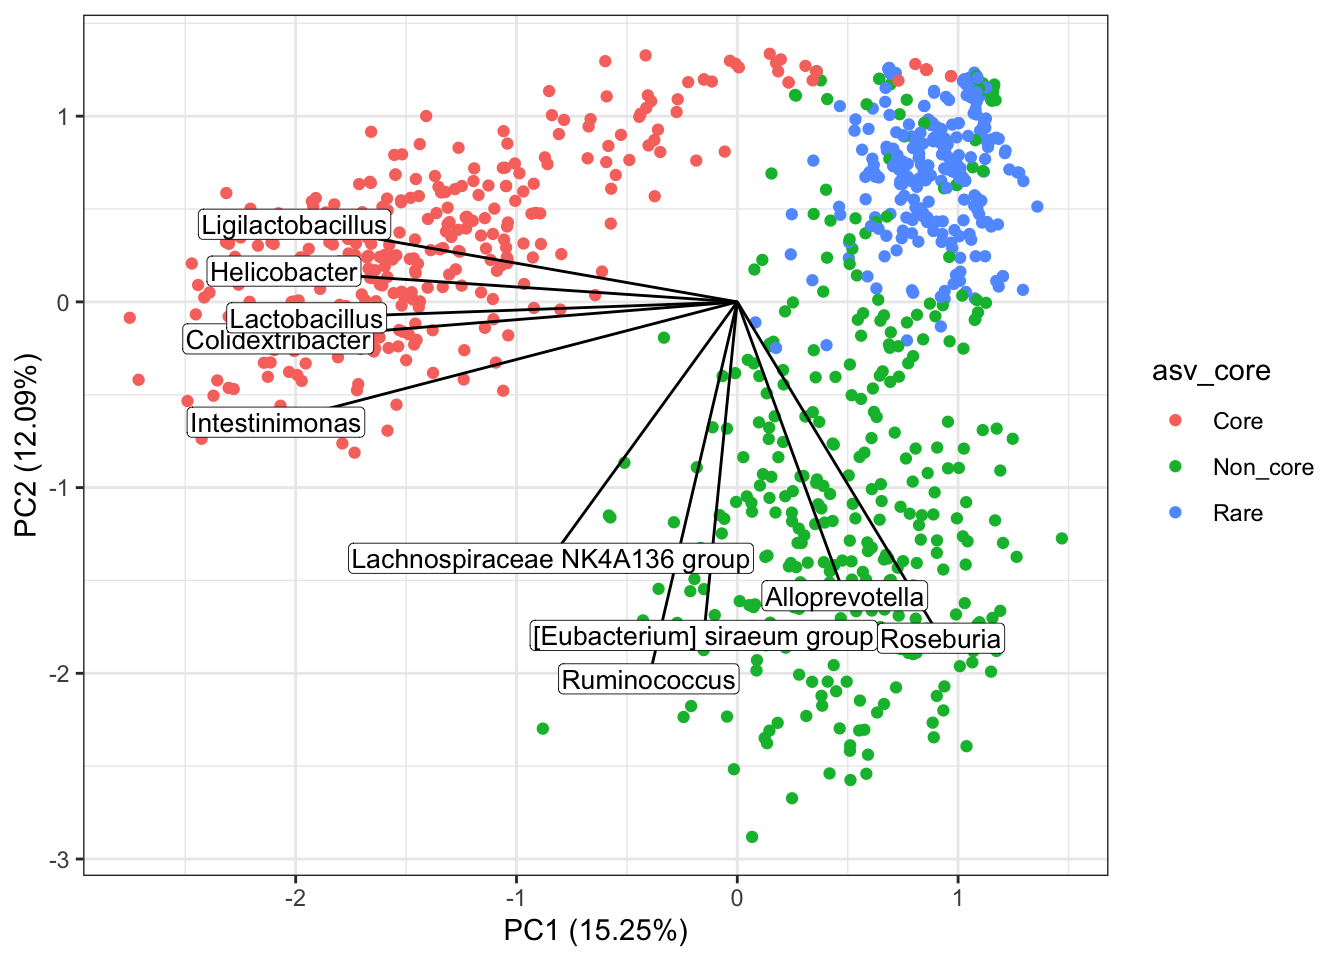 1
0
-1
-2
-3
PC2 (12.09%)
Ligilactobacillus
Helicobacter
Lactobacillus
Colidextribacter
Intestinimonas
Lachnospiraceae NK4A136 group
Alloprevotella
[Eubacterium] siraeum group
Roseburia
Ruminococcus
-2
-1
0
1
PC1 (15.25%)
asv_core
Core
Non_core
Rare